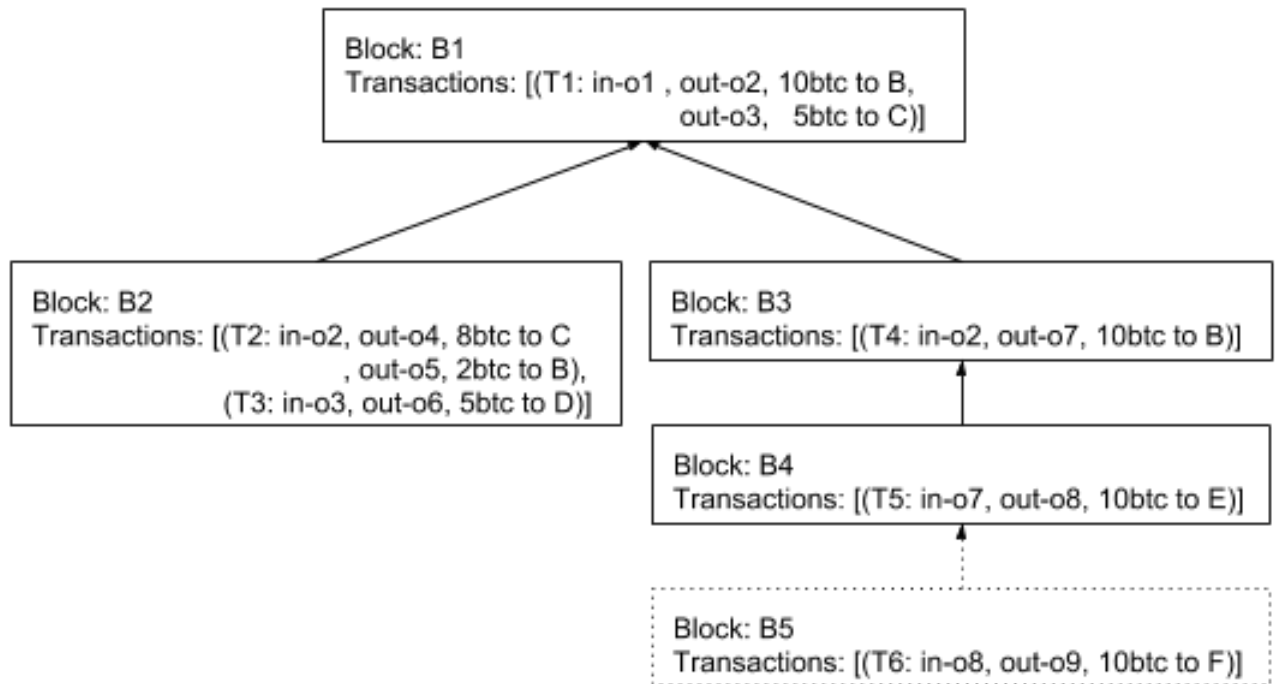 Block: B1
Transactions: [(T1: in-o1 , out-o2, 10btc to B,
out-o3, 5btc to C)]
Block: B2
Transactions: [(T2: in-o2, out-o4, 8btc to C
, out-o5, 2btc to B),
(T3: in-o3, out-o6, 5btc to D)]
Block: B3
Transactions: [(T4: in-o2, out-o7, 10btc to B)]
Block: B4
Transactions: [(T5: in-o7, out-o8, 10btc to E)]
Block: B5
Transactions: [(T6: in-o8, out-o9, 10btc to F)]